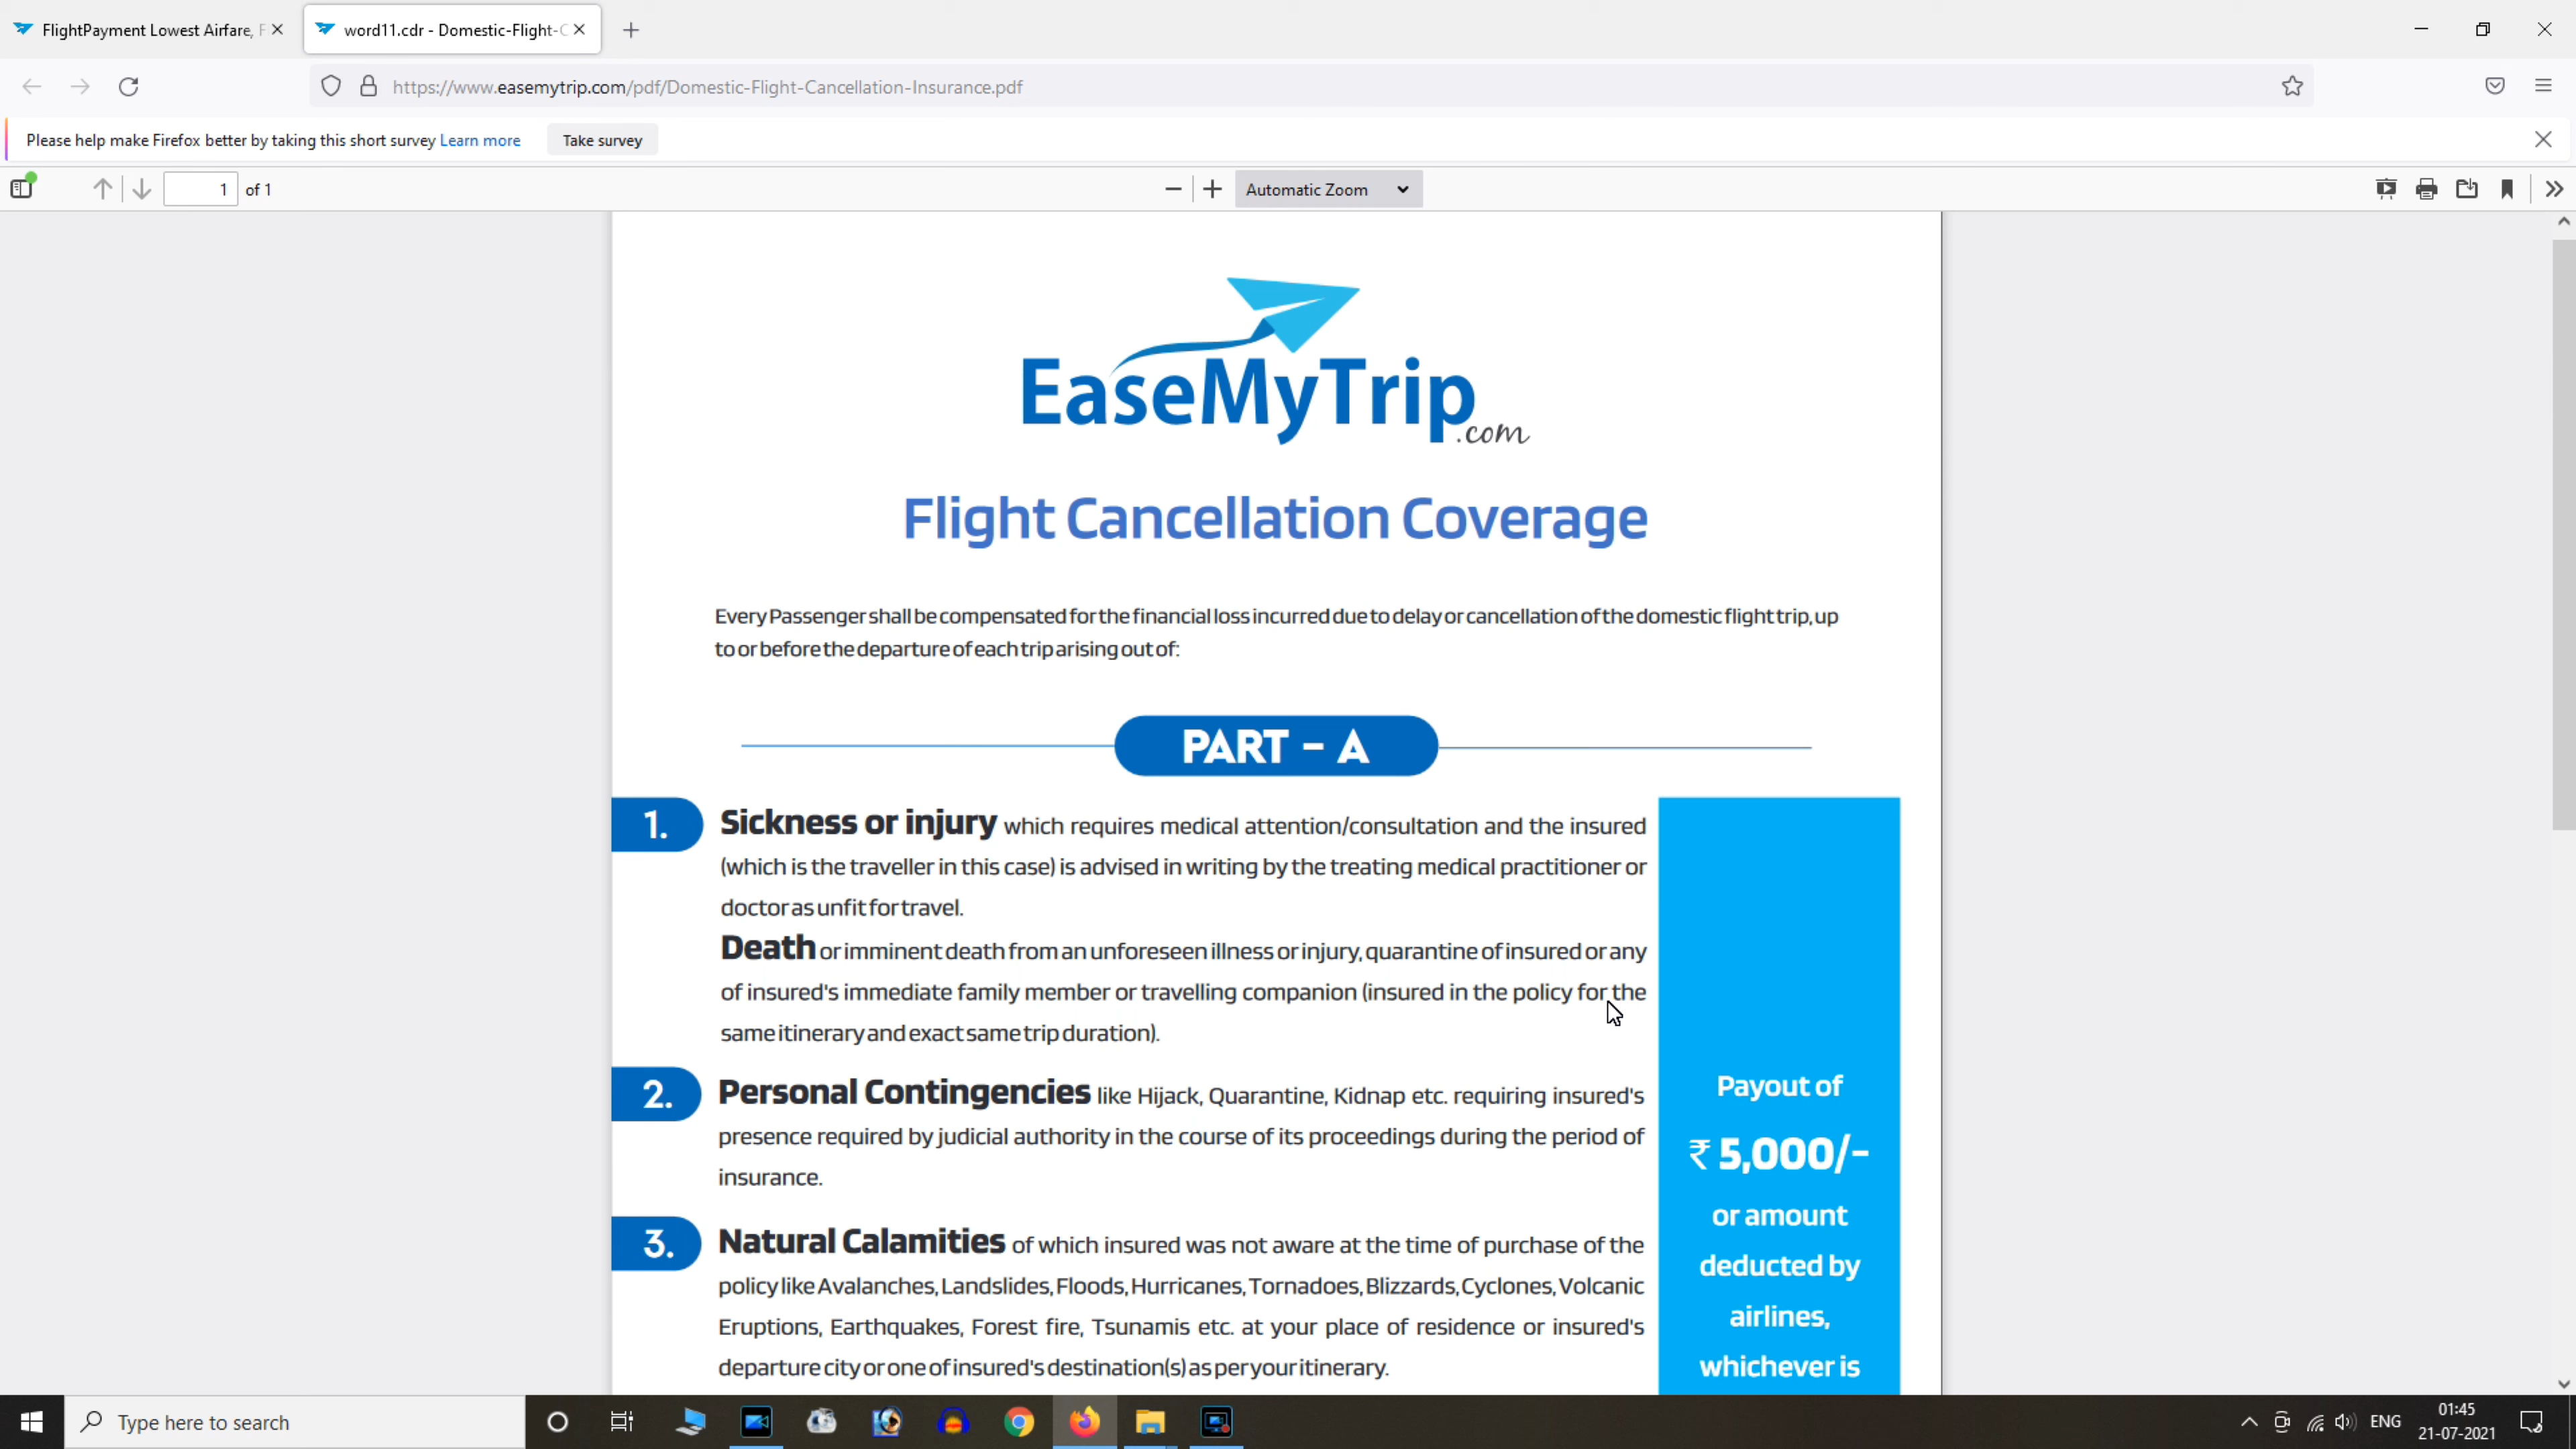 FlightPayment Lowest Airfare, F
word11.cdr - Domestic-Flight-C
https://www.easemytrip.com/pdf/Domestic-Flight-Cancellation-Insurance.pdf
Please help make Firefox better by taking this short survey Learn more
Take survey
1 of 1
Automatic Zoom
EaseMyTrip
.com
Flight Cancellation Coverage
Every Passenger shall be compensated for the financial loss incurred due to delay or cancellation of the domestic flight trip, up
to or before the departure of each trip arising out of:
PART – A
1. Sickness or injury which requires medical attention/consultation and the insured
(which is the traveller in this case) is advised in writing by the treating medical practitioner or
doctor as unfit for travel.
Death or imminent death from an unforeseen illness or injury, quarantine of insured or any
of insured's immediate family member or travelling companion (insured in the policy for the
same itinerary and exact same trip duration).
2. Personal Contingencies like Hijack, Quarantine, Kidnap etc. requiring insured's
presence required by judicial authority in the course of its proceedings during the period of
insurance.
3. Natural Calamities of which insured was not aware at the time of purchase of the
policy like Avalanches, Landslides, Floods, Hurricanes, Tornadoes, Blizzards, Cyclones, Volcanic
Eruptions, Earthquakes, Forest fire, Tsunamis etc. at your place of residence or insured's
departure city or one of insured's destination(s) as per your itinerary.
Payout of
₹ 5,000/-
or amount
deducted by
airlines,
whichever is
Type here to search
ENG
01:45
21-07-2021